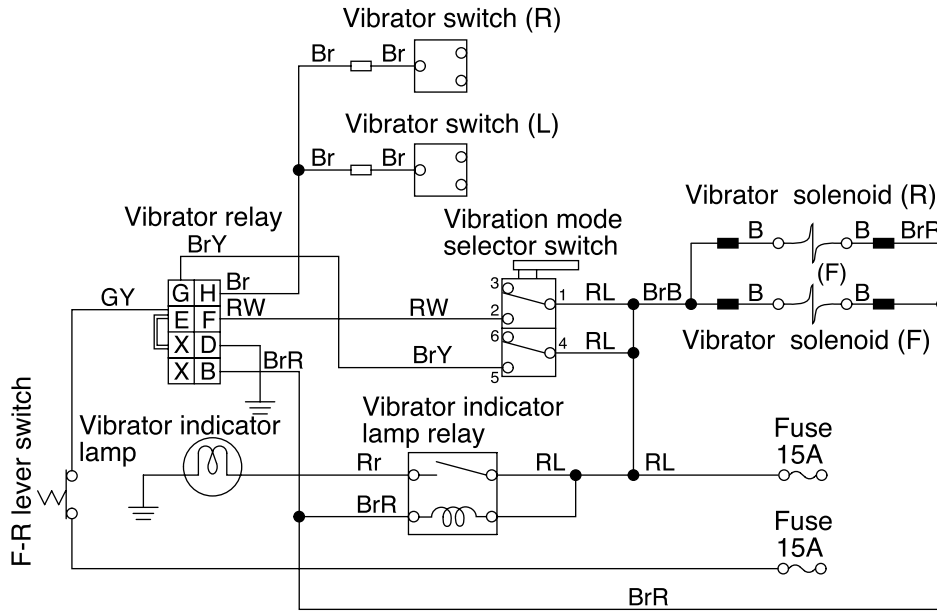 Vibrator switch (R)
Br Br
Vibrator switch (L)
Br Br
Vibrator relay
BrY
Vibration mode
selector switch
Vibrator solenoid (R)
B B BrR
(F)
GY
G H Br
E F RW RW
X D
X B BrR
BrY
3 1 RL BrB
2
6 4 RL
5
B B
Vibrator solenoid (F)
F-R lever switch
Vibrator indicator
lamp
Vibrator indicator
lamp relay
Rr RL RL
BrR
Fuse
15A
Fuse
15A
BrR